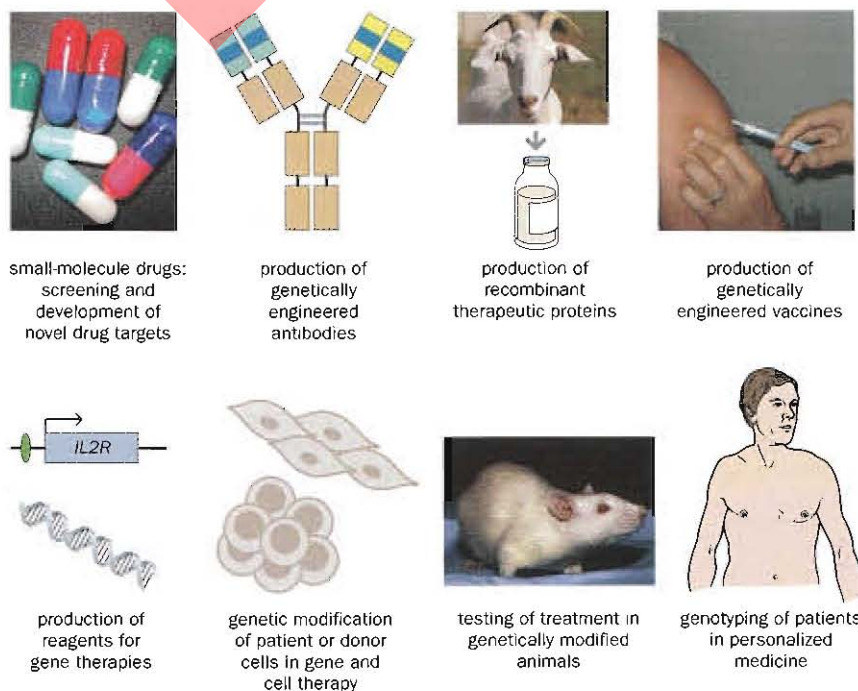 small-molecule drugs:
screening and
development of
novel drug targets
production of
genetically
engineered
antibodies
production of
recombinant
therapeutic proteins
production of
genetically
engineered vaccines
IL2R
production of
reagents for
gene therapies
genetic modification
of patient or donor
cells in gene and
cell therapy
testing of treatment in
genetically modified
animals
genotyping of patients
in personalized
medicine